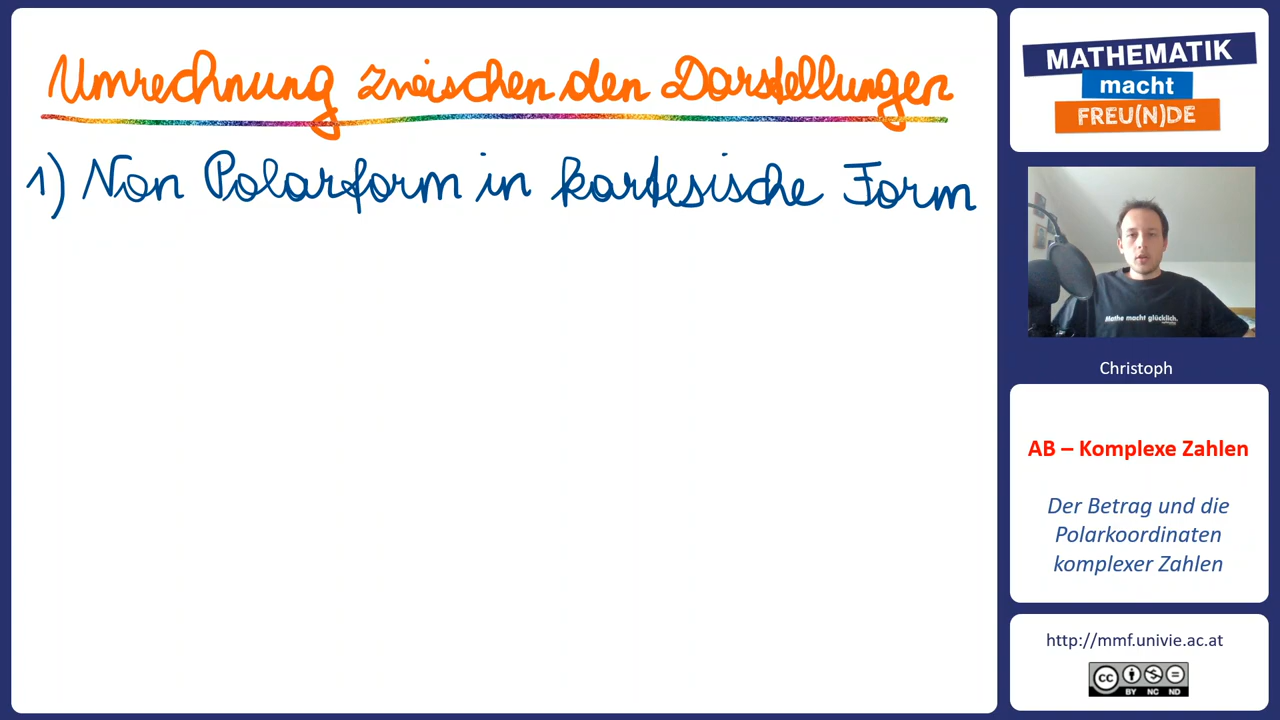 Umrechnung zwischen den Darstellungen
1) Von Polarform in kartesische Form
MATHEMATIK
macht
FREU(N)DE
Mathe macht glücklich.
Christoph
AB – Komplexe Zahlen
Der Betrag und die
Polarkoordinaten
komplexer Zahlen
http://mmf.univie.ac.at
cc
BY NC ND